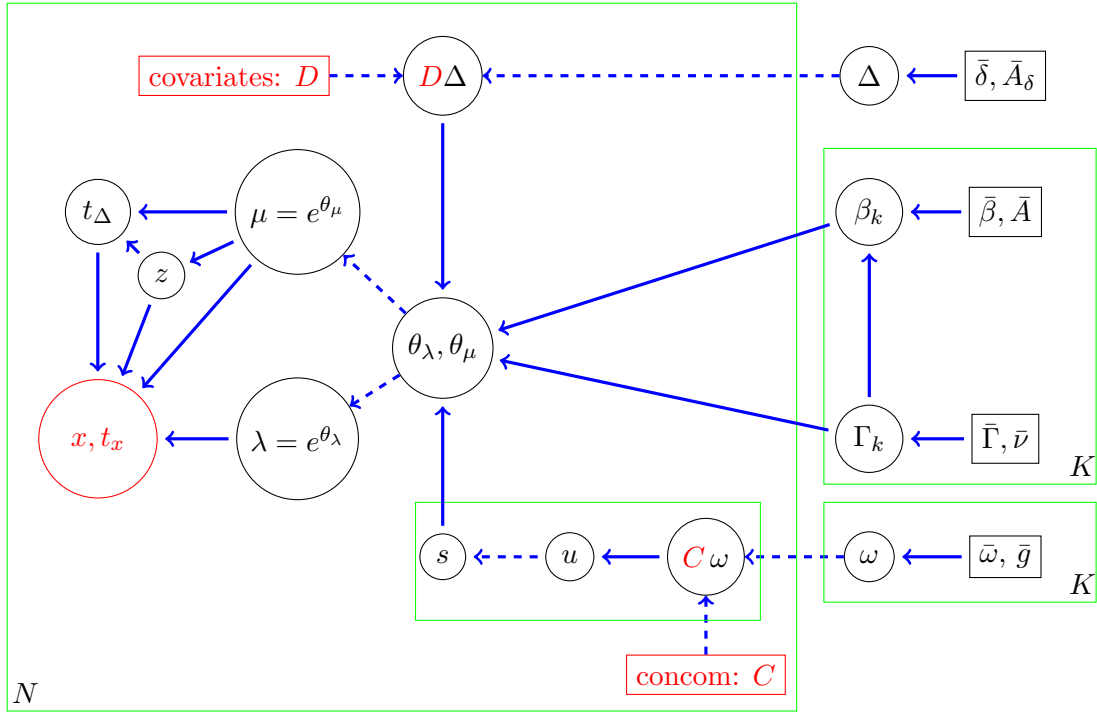 covariates: D
DΔ
Δ
δ̄, Ā_δ
t_Δ
μ = e^{θ_μ}
β_k
β̄, Ā
z
θ_λ, θ_μ
x, t_x
λ = e^{θ_λ}
Γ_k
Γ̄, ν̄
K
s
u
C ω
ω
ω̄, ḡ
K
concom: C
N